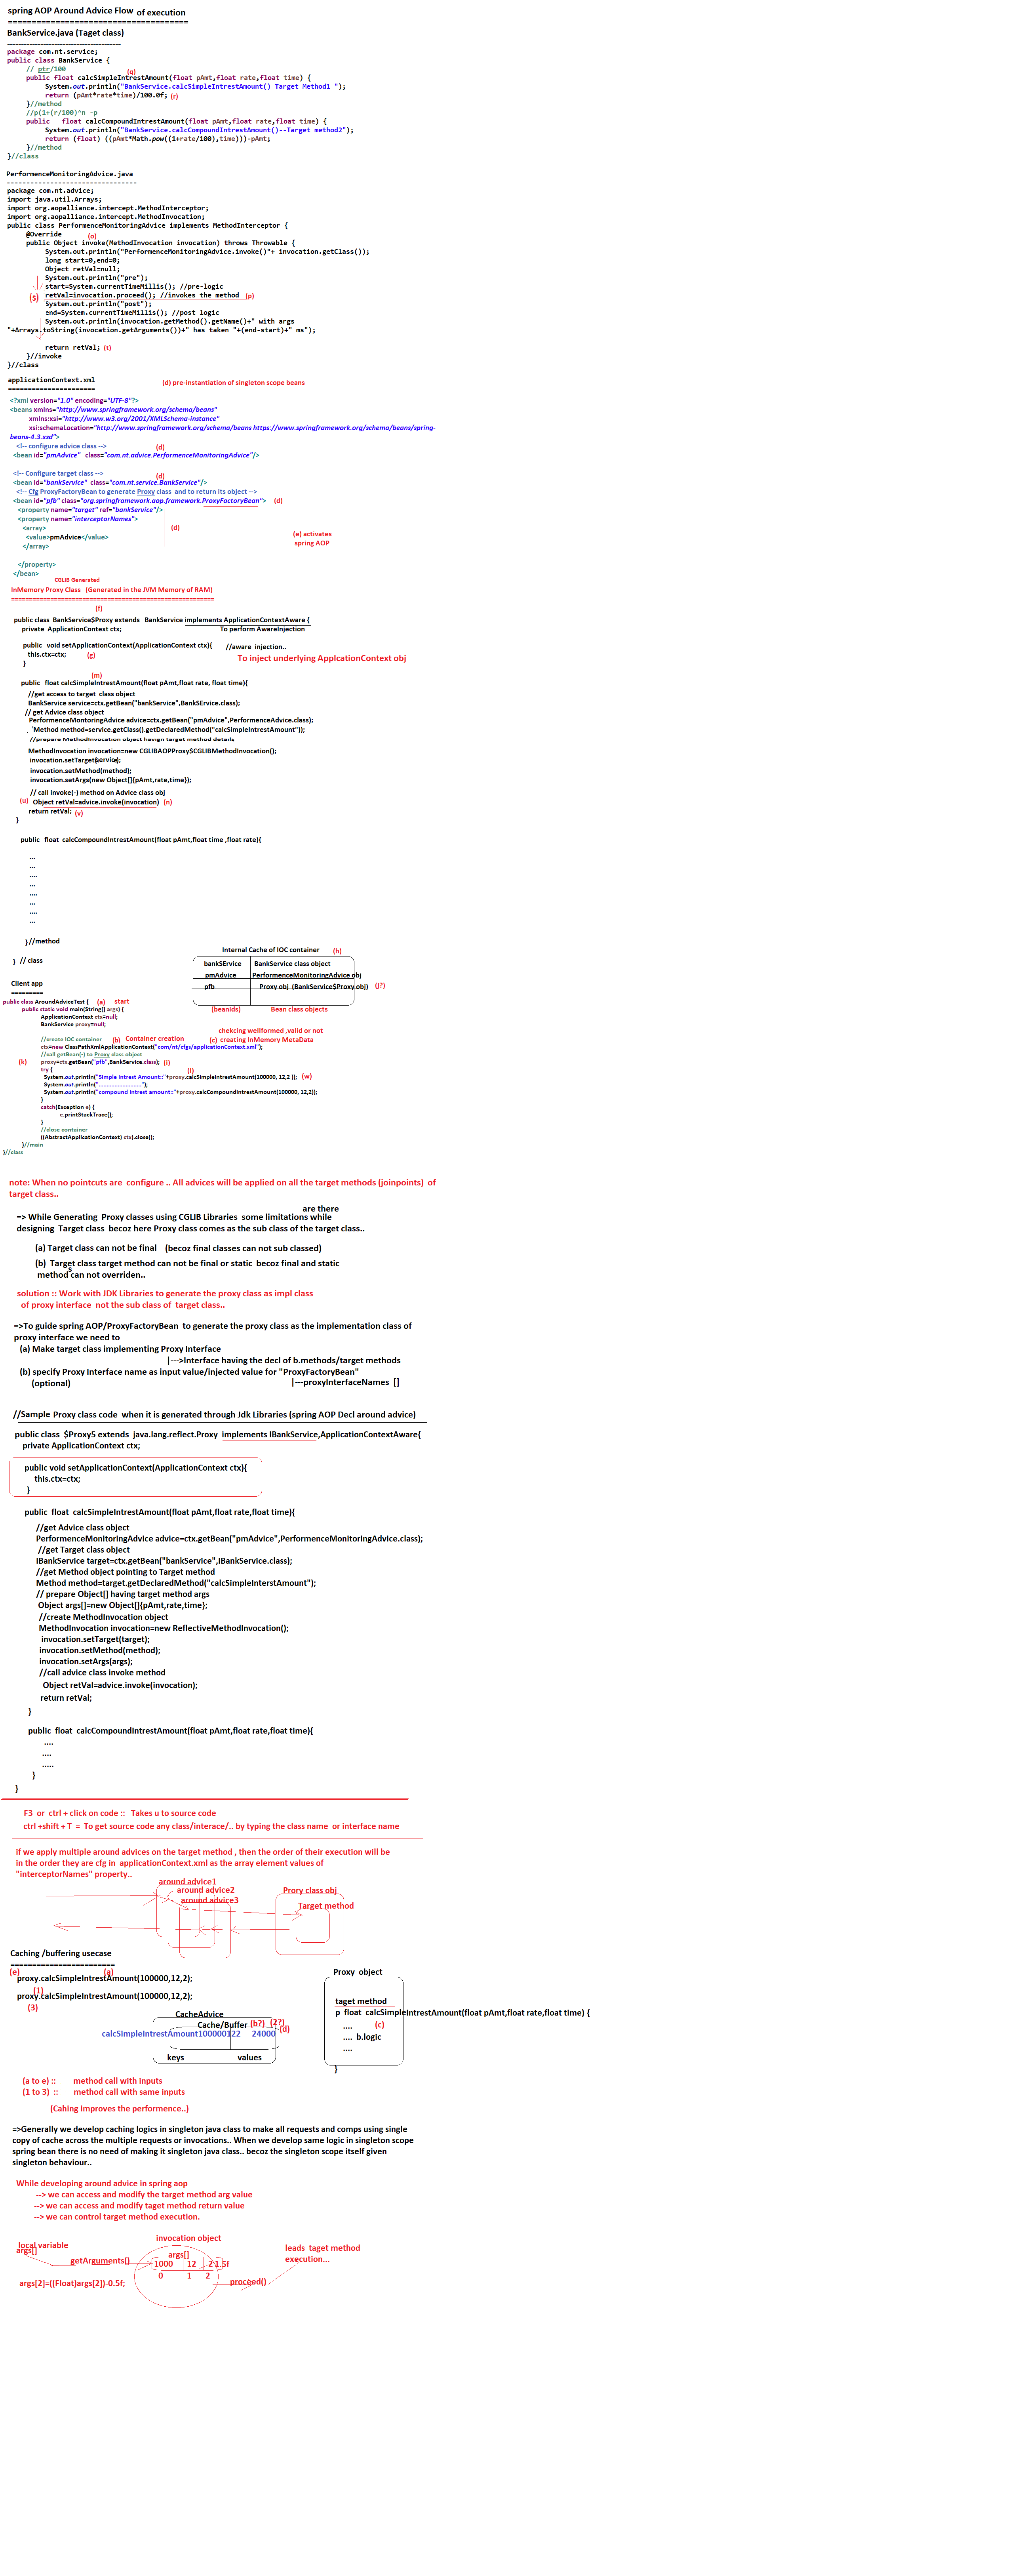 spring AOP Around Advice Flow of execution
=======================================
BankService.java (Taget class)
------------------------------------------
package com.nt.service;
public class BankService {
// ptr/100
(q)
public float calcSimpleIntrestAmount(float pAmt,float rate,float time) {
System.out.println("BankService.calcSimpleIntrestAmount() Target Method1 ");
return (pAmt*rate*time)/100.0f; (r)
}//method
//p(1+(r/100)^n -p
public float calcCompoundIntrestAmount(float pAmt,float rate,float time) {
System.out.println("BankService.calcCompoundIntrestAmount()--Target method2");
return (float) ((pAmt*Math.pow((1+rate/100),time)))-pAmt;
}//method
}//class
PerformenceMonitoringAdvice.java
--------------------------------
package com.nt.advice;
import java.util.Arrays;
import org.aopalliance.intercept.MethodInterceptor;
import org.aopalliance.intercept.MethodInvocation;
public class PerformenceMonitoringAdvice implements MethodInterceptor {
@Override
(o)
public Object invoke(MethodInvocation invocation) throws Throwable {
System.out.println("PerformenceMonitoringAdvice.invoke()"+ invocation.getClass());
long start=0,end=0;
Object retVal=null;
System.out.println("pre");
start=System.currentTimeMillis(); //pre-logic
(s) retVal=invocation.proceed(); //invokes the method (p)
System.out.println("post");
end=System.currentTimeMillis(); //post logic
System.out.println(invocation.getMethod().getName()+" with args
"+Arrays.toString(invocation.getArguments())+" has taken "+(end-start)+" ms");
return retVal; (t)
}//invoke
}//class
applicationContext.xml
(d) pre-instantiation of singleton scope beans
======================
<?xml version="1.0" encoding="UTF-8"?>
<beans xmlns="http://www.springframework.org/schema/beans"
xmlns:xsi="http://www.w3.org/2001/XMLSchema-instance"
xsi:schemaLocation="http://www.springframework.org/schema/beans https://www.springframework.org/schema/beans/spring-
beans-4.3.xsd">
<!-- configure advice class --> (d)
<bean id="pmAdvice" class="com.nt.advice.PerformenceMonitoringAdvice"/>
<!-- Configure target class --> (d)
<bean id="bankService" class="com.nt.service.BankService"/>
<!-- Cfg ProxyFactoryBean to generate Proxy class and to return its object -->
<bean id="pfb" class="org.springframework.aop.framework.ProxyFactoryBean"> (d)
<property name="target" ref="bankService"/>
<property name="interceptorNames">
<array> (d)
<value>pmAdvice</value>
</array>
(e) activates
spring AOP
</property>
</bean>
CGLIB Generated
InMemory Proxy Class (Generated in the JVM Memory of RAM)
=========================================================
(f)
public class BankService$Proxy extends BankService implements ApplicationContextAware {
private ApplicationContext ctx; To perform AwareInjection
public void setApplicationContext(ApplicationContext ctx){ //aware injection..
this.ctx=ctx; (g)
To inject underlying ApplcationContext obj
}
(m)
public float calcSimpleIntrestAmount(float pAmt,float rate, float time){
//get access to target class object
BankService service=ctx.getBean("bankService",BankSErvice.class);
// get Advice class object
PerformenceMontoringAdvice advice=ctx.getBean("pmAdvice",PerformenceAdvice.class);
Method method=service.getClass().getDeclaredMethod("calcSimpleIntrestAmount"));
//prepare MethodInvocation object havign target method details
MethodInvocation invocation=new CGLIBAOPProxy$CGLIBMethodInvocation();
invocation.setTarget(service);
invocation.setMethod(method);
invocation.setArgs(new Object[]{pAmt,rate,time});
// call invoke(-) method on Advice class obj
(u) Object retVal=advice.invoke(invocation) (n)
return retVal; (v)
}
public float calcCompoundIntrestAmount(float pAmt,float time ,float rate){
...
...
....
...
....
...
....
...
} //method
} // class
Internal Cache of IOC container (h)
bankSErvice BankService class object
pmAdvice PerformenceMonitoringAdvice obj
pfb Proxy obj (BankService$Proxy obj) (j?)
(beanids) Bean class objects
Client app
=========
public class AroundAdviceTest { (a) start
public static void main(String[] args) {
ApplicationContext ctx=null;
BankService proxy=null;
chekcing wellformed ,valid or not
//create IOC container (b) Container creation (c) creating InMemory MetaData
ctx=new ClassPathXmlApplicationContext("com/nt/cfgs/applicationContext.xml");
//call getBean(-) to Proxy class object
(k) proxy=ctx.getBean("pfb",BankService.class); (i)
try { (l)
System.out.println("Simple Intrest Amount::"+proxy.calcSimpleIntrestAmount(100000, 12,2 )); (w)
System.out.println("...........................");
System.out.println("compound Intrest amount::"+proxy.calcCompoundIntrestAmount(100000, 12,2));
}
catch(Exception e) {
e.printStackTrace();
}
//close container
((AbstractApplicationContext) ctx).close();
}//main
}//class
note: When no pointcuts are configure .. All advices will be applied on all the target methods (joinpoints) of
target class..
are there
=> While Generating Proxy classes using CGLIB Libraries some limitations while
designing Target class becoz here Proxy class comes as the sub class of the target class..
(a) Target class can not be final (becoz final classes can not sub classed)
(b) Target class target method can not be final or static becoz final and static
methods can not overriden..
solution :: Work with JDK Libraries to generate the proxy class as impl class
of proxy interface not the sub class of target class..
=>To guide spring AOP/ProxyFactoryBean to generate the proxy class as the implementation class of
proxy interface we need to
(a) Make target class implementing Proxy Interface
|--->Interface having the decl of b.methods/target methods
(b) specify Proxy Interface name as input value/injected value for "ProxyFactoryBean"
(optional) |---proxyInterfaceNames []
//Sample Proxy class code when it is generated through Jdk Libraries (spring AOP Decl around advice)
public class $Proxy5 extends java.lang.reflect.Proxy implements IBankService,ApplicationContextAware{
private ApplicationContext ctx;
public void setApplicationContext(ApplicationContext ctx){
this.ctx=ctx;
}
public float calcSimpleIntrestAmount(float pAmt,float rate,float time){
//get Advice class object
PerformenceMonitoringAdvice advice=ctx.getBean("pmAdvice",PerformenceMonitoringAdvice.class);
//get Target class object
IBankService target=ctx.getBean("bankService",IBankService.class);
//get Method object pointing to Target method
Method method=target.getDeclaredMethod("calcSimpleInterstAmount");
// prepare Object[] having target method args
Object args[]=new Object[]{pAmt,rate,time};
//create MethodInvocation object
MethodInvocation invocation=new ReflectiveMethodInvocation();
invocation.setTarget(target);
invocation.setMethod(method);
invocation.setArgs(args);
//call advice class invoke method
Object retVal=advice.invoke(invocation);
return retVal;
}
public float calcCompoundIntrestAmount(float pAmt,float rate,float time){
....
....
.....
}
}
F3 or ctrl + click on code :: Takes u to source code
ctrl +shift + T = To get source code any class/interace/.. by typing the class name or interface name
if we apply multiple around advices on the target method , then the order of their execution will be
in the order they are cfg in applicationContext.xml as the array element values of
"interceptorNames" property..
around advice1
around advice2 Prory class obj
around advice3
Target method
Caching /buffering usecase
========================
(e) (a)
proxy.calcSimpleIntrestAmount(100000,12,2);
(1)
proxy.calcSimpleIntrestAmount(100000,12,2);
(3)
Proxy object
taget method
p float calcSimpleIntrestAmount(float pAmt,float rate,float time) {
.... (c)
.... b.logic
....
}
CacheAdvice
Cache/Buffer (b?) (2?)
calcSimpleIntrestAmount100000122 24000 (d)
keys values
(a to e) :: method call with inputs
(1 to 3) :: method call with same inputs
(Cahing improves the performence..)
=>Generally we develop caching logics in singleton java class to make all requests and comps using single
copy of cache across the multiple requests or invocations.. When we develop same logic in singleton scope
spring bean there is no need of making it singleton java class.. becoz the singleton scope itself given
singleton behaviour..
While developing around advice in spring aop
--> we can access and modify the target method arg value
--> we can access and modify taget method return value
--> we can control target method execution.
invocation object
local variable
args[]
leads taget method
execution...
args[]
getArguments() 1000 12 2 1.5f
0 1 2
args[2]=((Float)args[2])-0.5f; proceed()